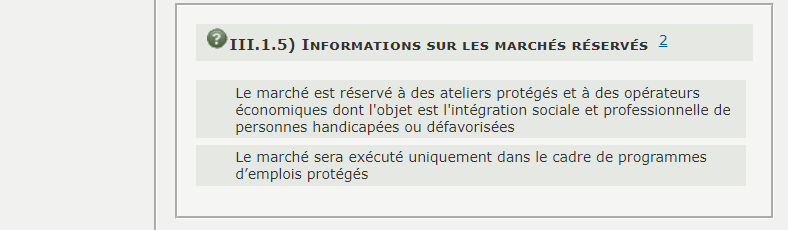 III.1.5) Informations sur les marchés réservés 2
Le marché est réservé à des ateliers protégés et à des opérateurs
économiques dont l'objet est l'intégration sociale et professionnelle de
personnes handicapées ou défavorisées
Le marché sera exécuté uniquement dans le cadre de programmes
d’emplois protégés